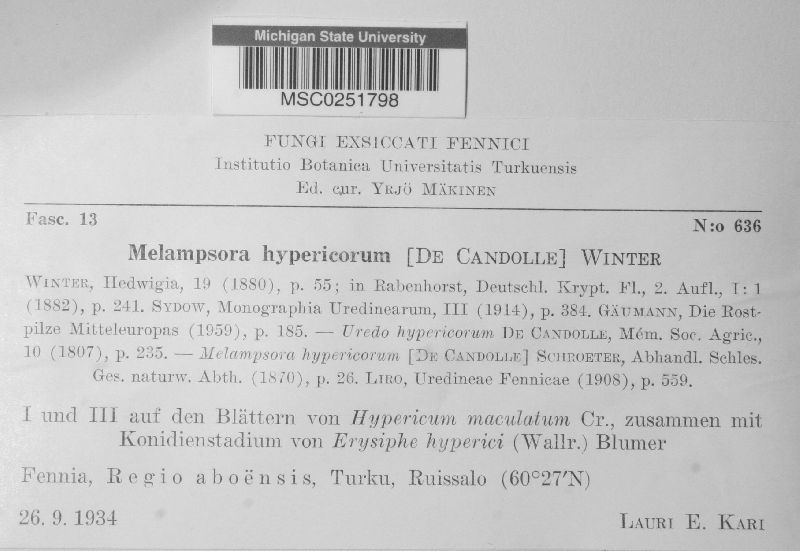 Michigan State University
MSC0251798
FUNGI EXSICCATI FENNICI
Institutio Botanica Universitatis Turkuensis
Ed. cur. YRJÖ MÄKINEN
Fasc. 13 N:o 636
Melampsora hypericorum [DE CANDOLLE] WINTER
WINTER, Hedwigia, 19 (1880), p. 55; in Rabenhorst, Deutschl. Krypt. Fl., 2. Aufl., I: 1
(1882), p. 241. SYDOW, Monographia Uredinearum, III (1914), p. 384. GÄUMANN, Die Rost-
pilze Mitteleuropas (1959), p. 185. — Uredo hypericorum DE CANDOLLE, Mém. Soc. Agric.,
10 (1807), p. 235. — Melampsora hypericorum [DE CANDOLLE] SCHROETER, Abhandl. Schles.
Ges. naturw. Abth. (1870), p. 26. LIRO, Uredineae Fennicae (1908), p. 559.
I und III auf den Blättern von Hypericum maculatum Cr., zusammen mit
Konidienstadium von Erysiphe hyperici (Wallr.) Blumer
Fennia, Regio aboënsis, Turku, Ruissalo (60°27′N)
26. 9. 1934 LAURI E. KARI